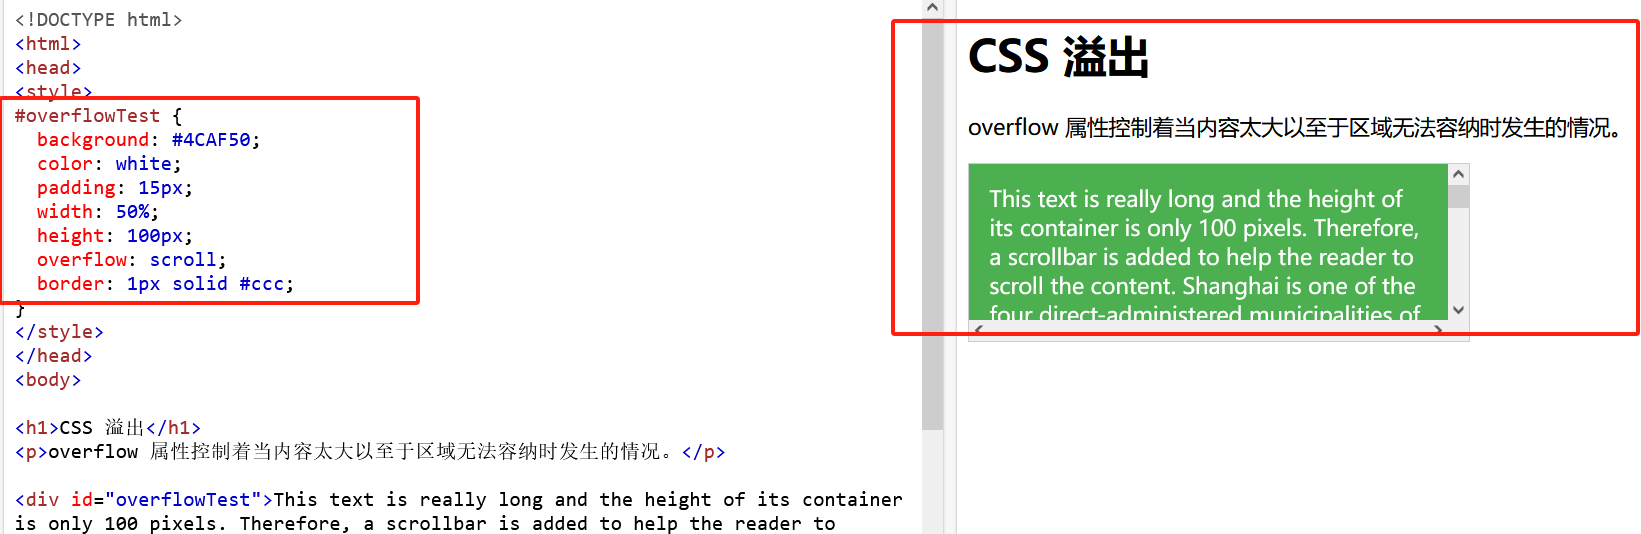 <!DOCTYPE html>
<html>
<head>
<style>
#overflowTest {
  background: #4CAF50;
  color: white;
  padding: 15px;
  width: 50%;
  height: 100px;
  overflow: scroll;
  border: 1px solid #ccc;
}
</style>
</head>
<body>
<h1>CSS 溢出</h1>
<p>overflow 属性控制着当内容太大以至于区域无法容纳时发生的情况。</p>
<div id="overflowTest">This text is really long and the height of its container
is only 100 pixels. Therefore, a scrollbar is added to help the reader to
CSS 溢出
overflow 属性控制着当内容太大以至于区域无法容纳时发生的情况。
This text is really long and the height of
its container is only 100 pixels. Therefore,
a scrollbar is added to help the reader to
scroll the content. Shanghai is one of the
four direct-administered municipalities of